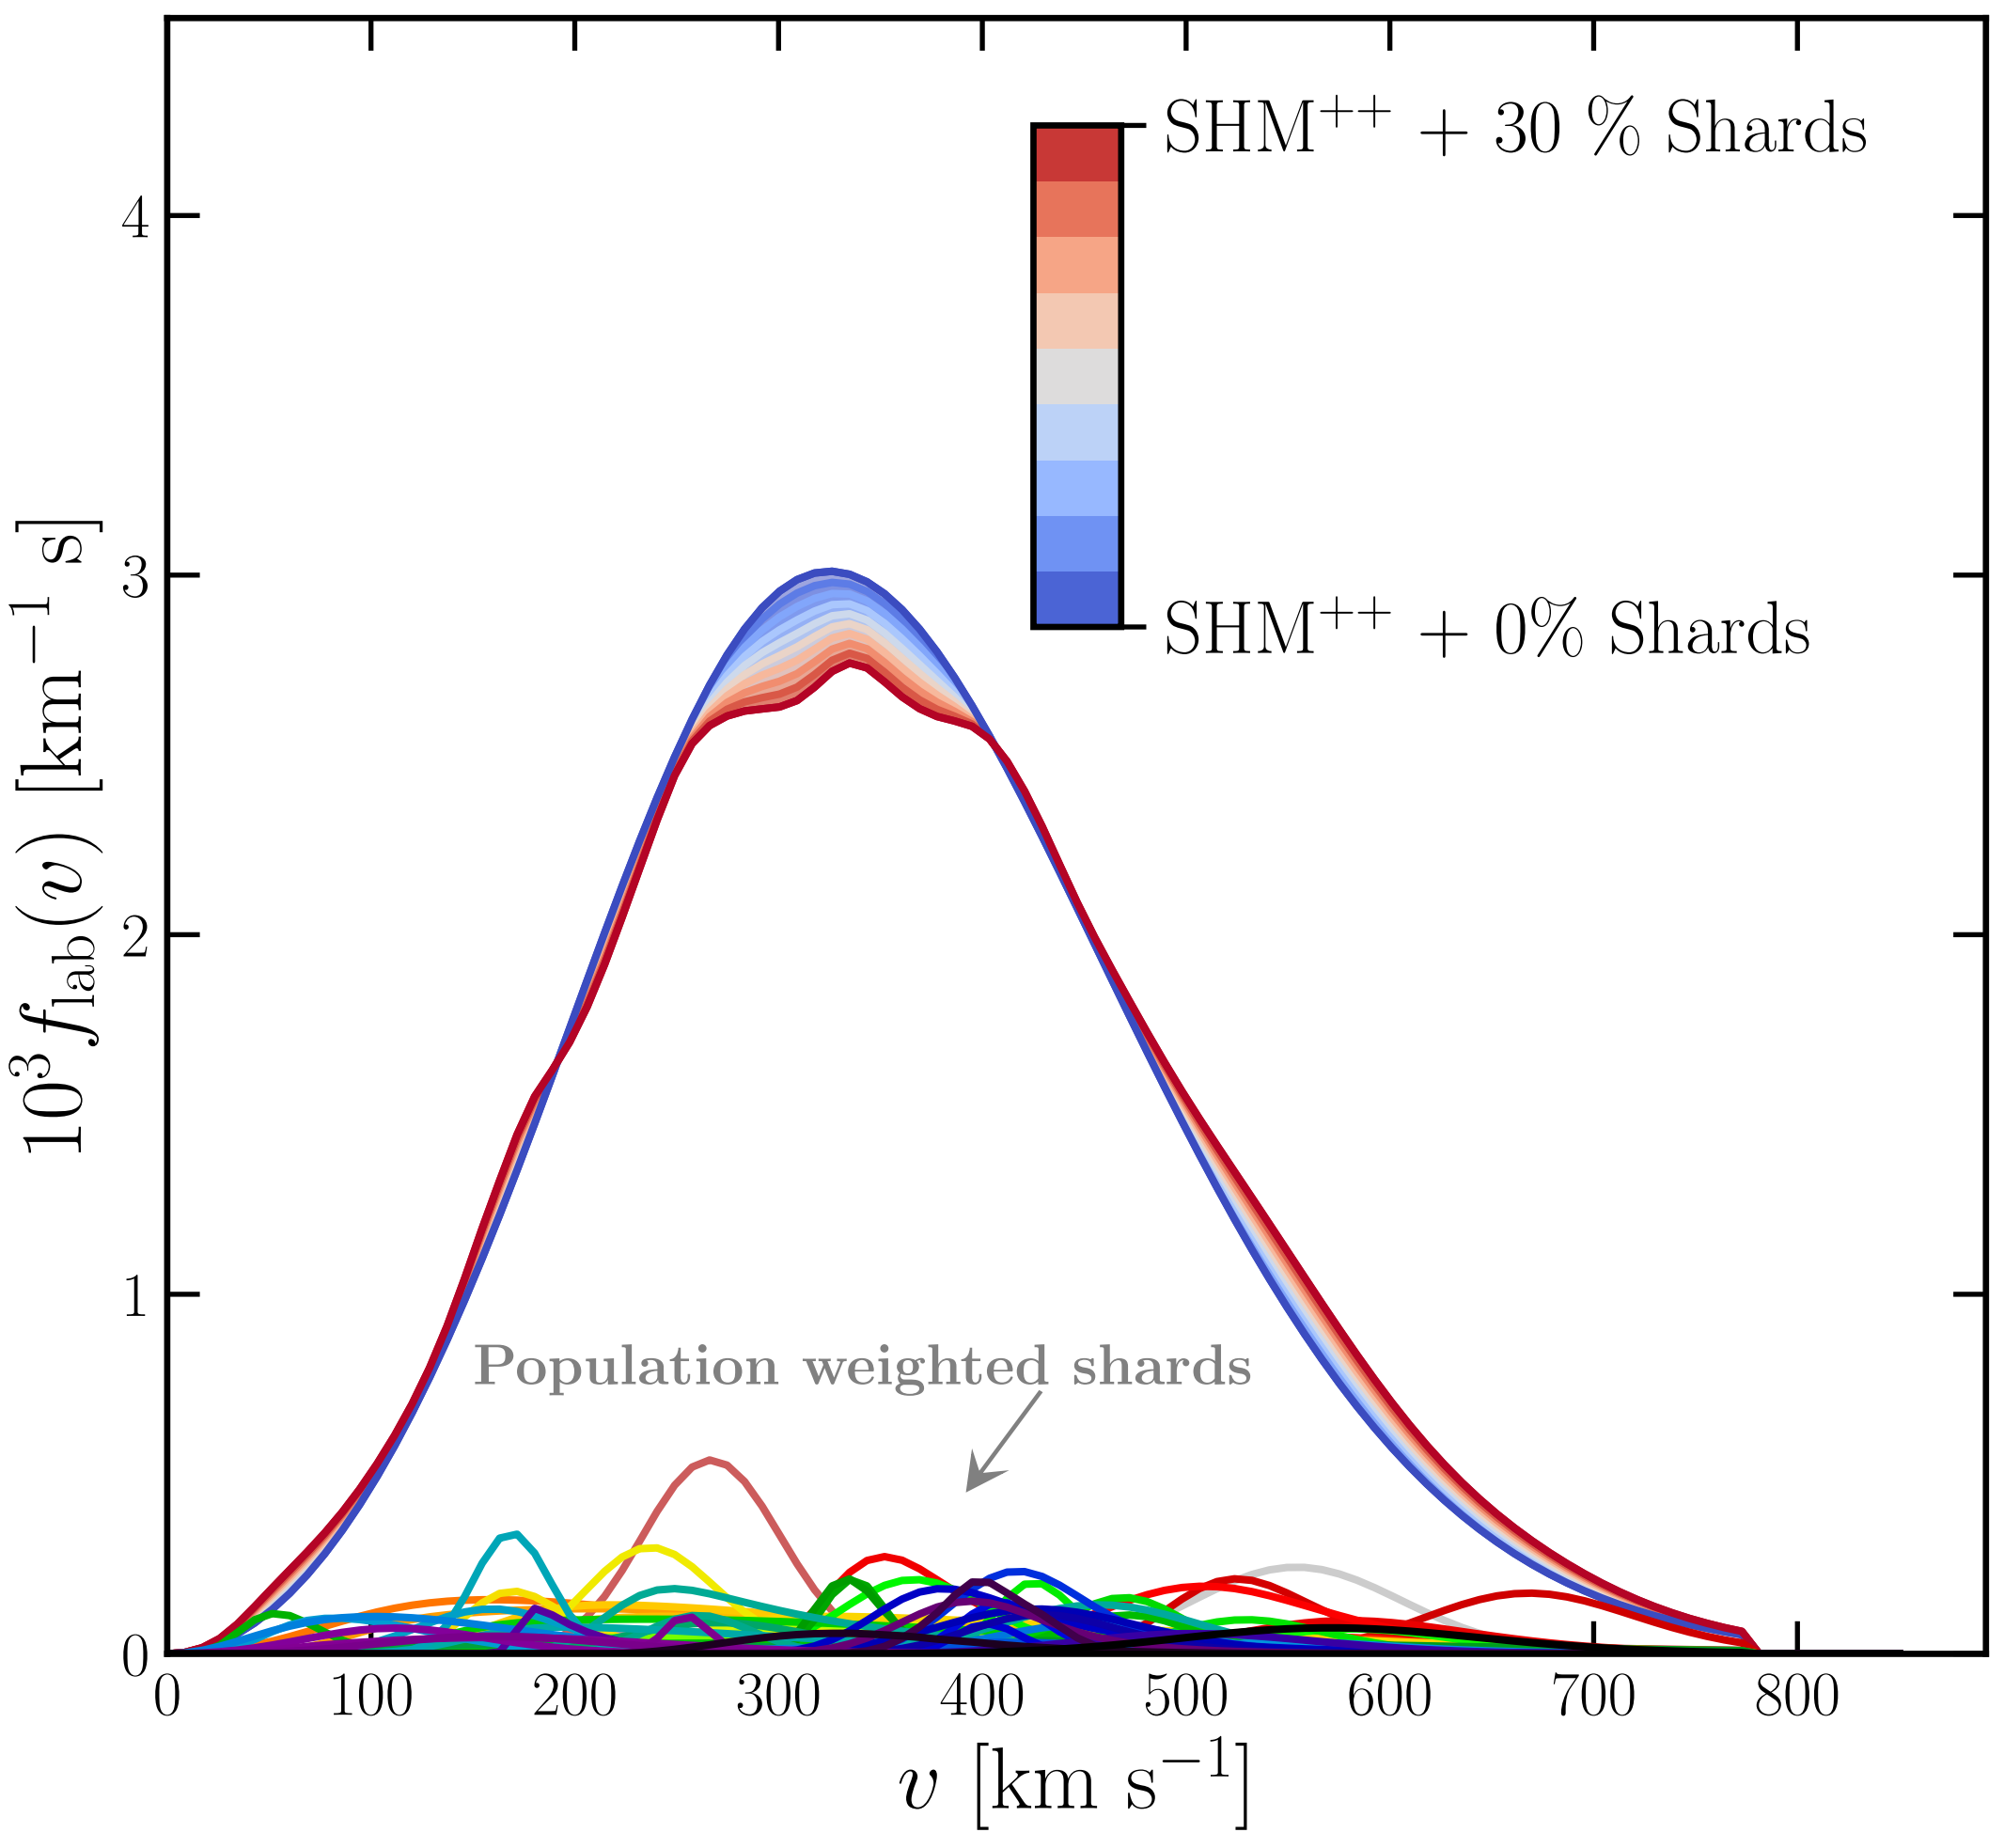 SHM⁺⁺ + 30 % Shards
4
3
SHM⁺⁺ + 0% Shards
10³f_lab(v) [km⁻¹ s]
2
1
Population weighted shards
0
0 100 200 300 400 500 600 700 800
v [km s⁻¹]